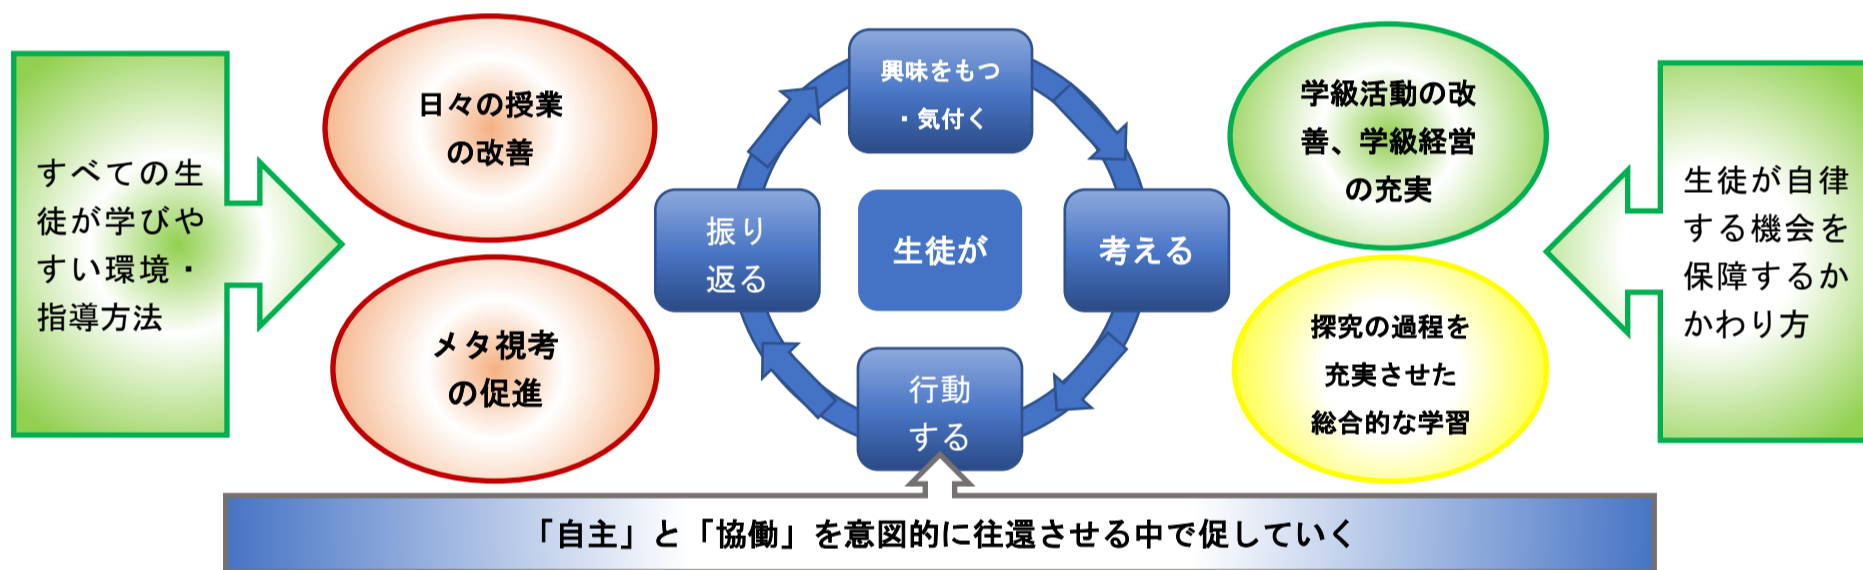 すべての生
徒が学びや
すい環境・
指導方法
日々の授業
の改善
メタ視考
の促進
興味をもつ
・気付く
振り
返る
生徒が
考える
行動
する
学級活動の改
善、学級経営
の充実
探究の過程を
充実させた
総合的な学習
生徒が自律
する機会を
保障するか
かわり方
「自主」と「協働」を意図的に往還させる中で促していく